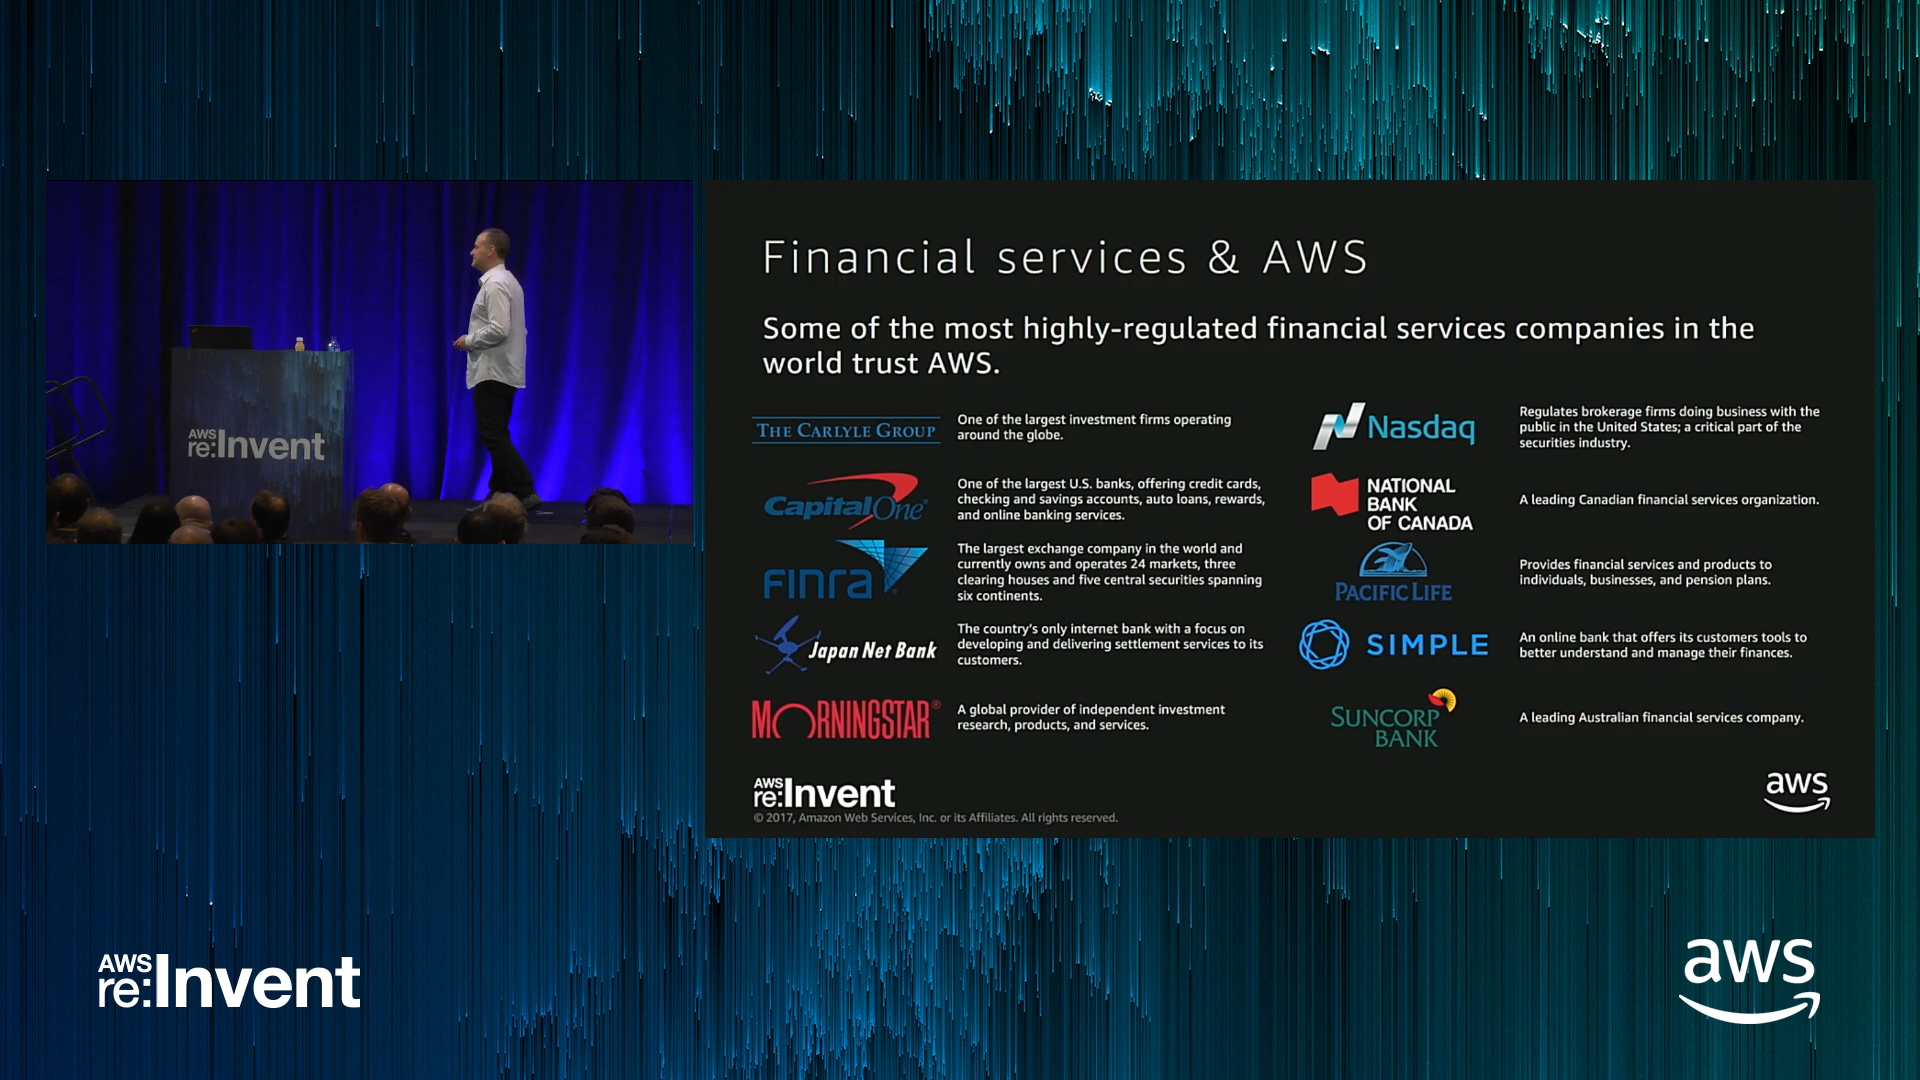 AWS
re:Invent
Financial services & AWS
Some of the most highly-regulated financial services companies in the
world trust AWS.
THE CARLYLE GROUP
One of the largest investment firms operating
around the globe.
Nasdaq
Regulates brokerage firms doing business with the
public in the United States; a critical part of the
securities industry.
CapitalOne®
One of the largest U.S. banks, offering credit cards,
checking and savings accounts, auto loans, rewards,
and online banking services.
NATIONAL
BANK
OF CANADA
A leading Canadian financial services organization.
Finra
The largest exchange company in the world and
currently owns and operates 24 markets, three
clearing houses and five central securities spanning
six continents.
PACIFIC LIFE
Provides financial services and products to
individuals, businesses, and pension plans.
Japan Net Bank
The country's only internet bank with a focus on
developing and delivering settlement services to its
customers.
SIMPLE
An online bank that offers its customers tools to
better understand and manage their finances.
MORNINGSTAR®
A global provider of independent investment
research, products, and services.
SUNCORP
BANK
A leading Australian financial services company.
AWS
re:Invent
© 2017, Amazon Web Services, Inc. or its Affiliates. All rights reserved.
aws
AWS
re:Invent
aws